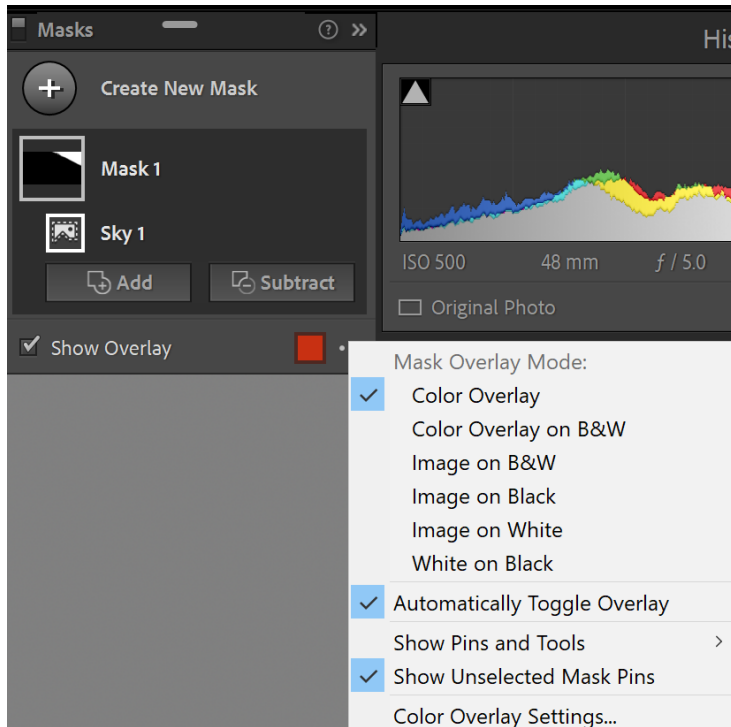 Masks
Create New Mask
Mask 1
Sky 1
Add Subtract
Show Overlay
ISO 500 48 mm ƒ / 5.0
Original Photo
Mask Overlay Mode:
Color Overlay
Color Overlay on B&W
Image on B&W
Image on Black
Image on White
White on Black
Automatically Toggle Overlay
Show Pins and Tools
Show Unselected Mask Pins
Color Overlay Settings...